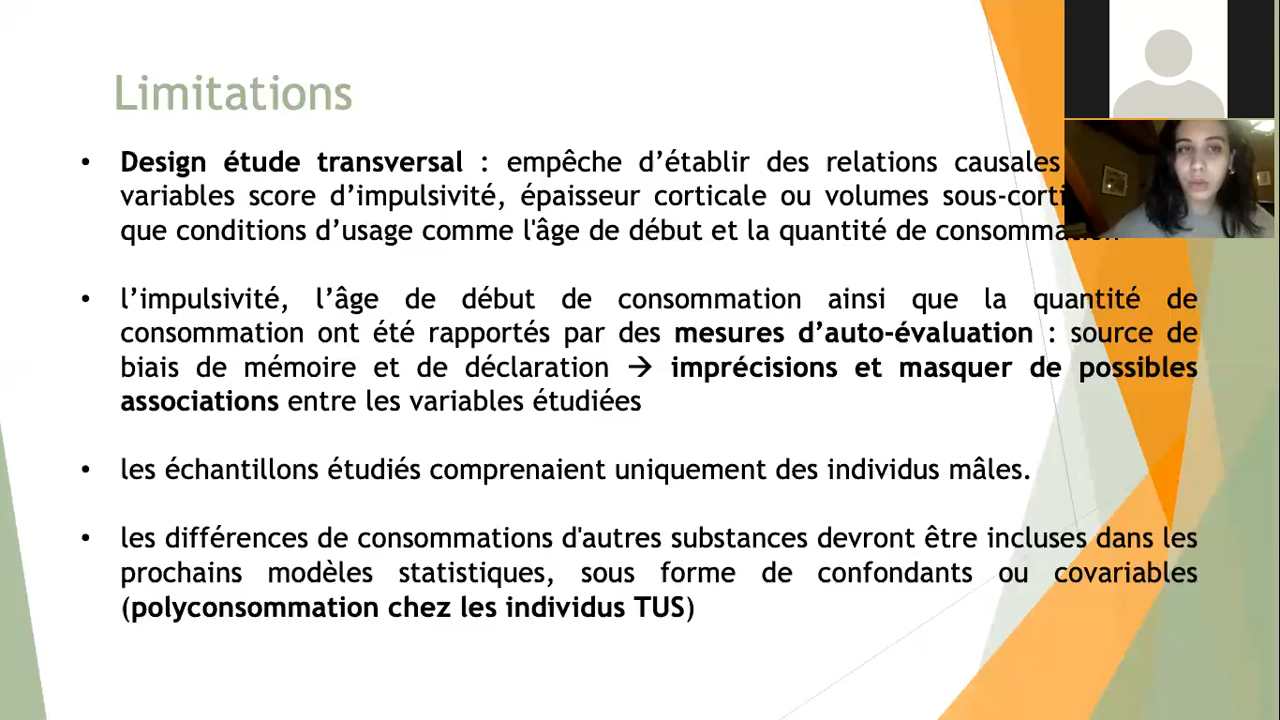 Limitations
• Design étude transversal : empêche d’établir des relations causales
variables score d’impulsivité, épaisseur corticale ou volumes
que conditions d’usage comme l'âge de début et la quantité de consommation
• l’impulsivité, l’âge de début de consommation ainsi que la quantité de
consommation ont été rapportés par des mesures d’auto-évaluation : source de
biais de mémoire et de déclaration → imprécisions et masquer de possibles
associations entre les variables étudiées
• les échantillons étudiés comprenaient uniquement des individus mâles.
• les différences de consommations d'autres substances devront être incluses dans les
prochains modèles statistiques, sous forme de confondants ou covariables
(polyconsommation chez les individus TUS)